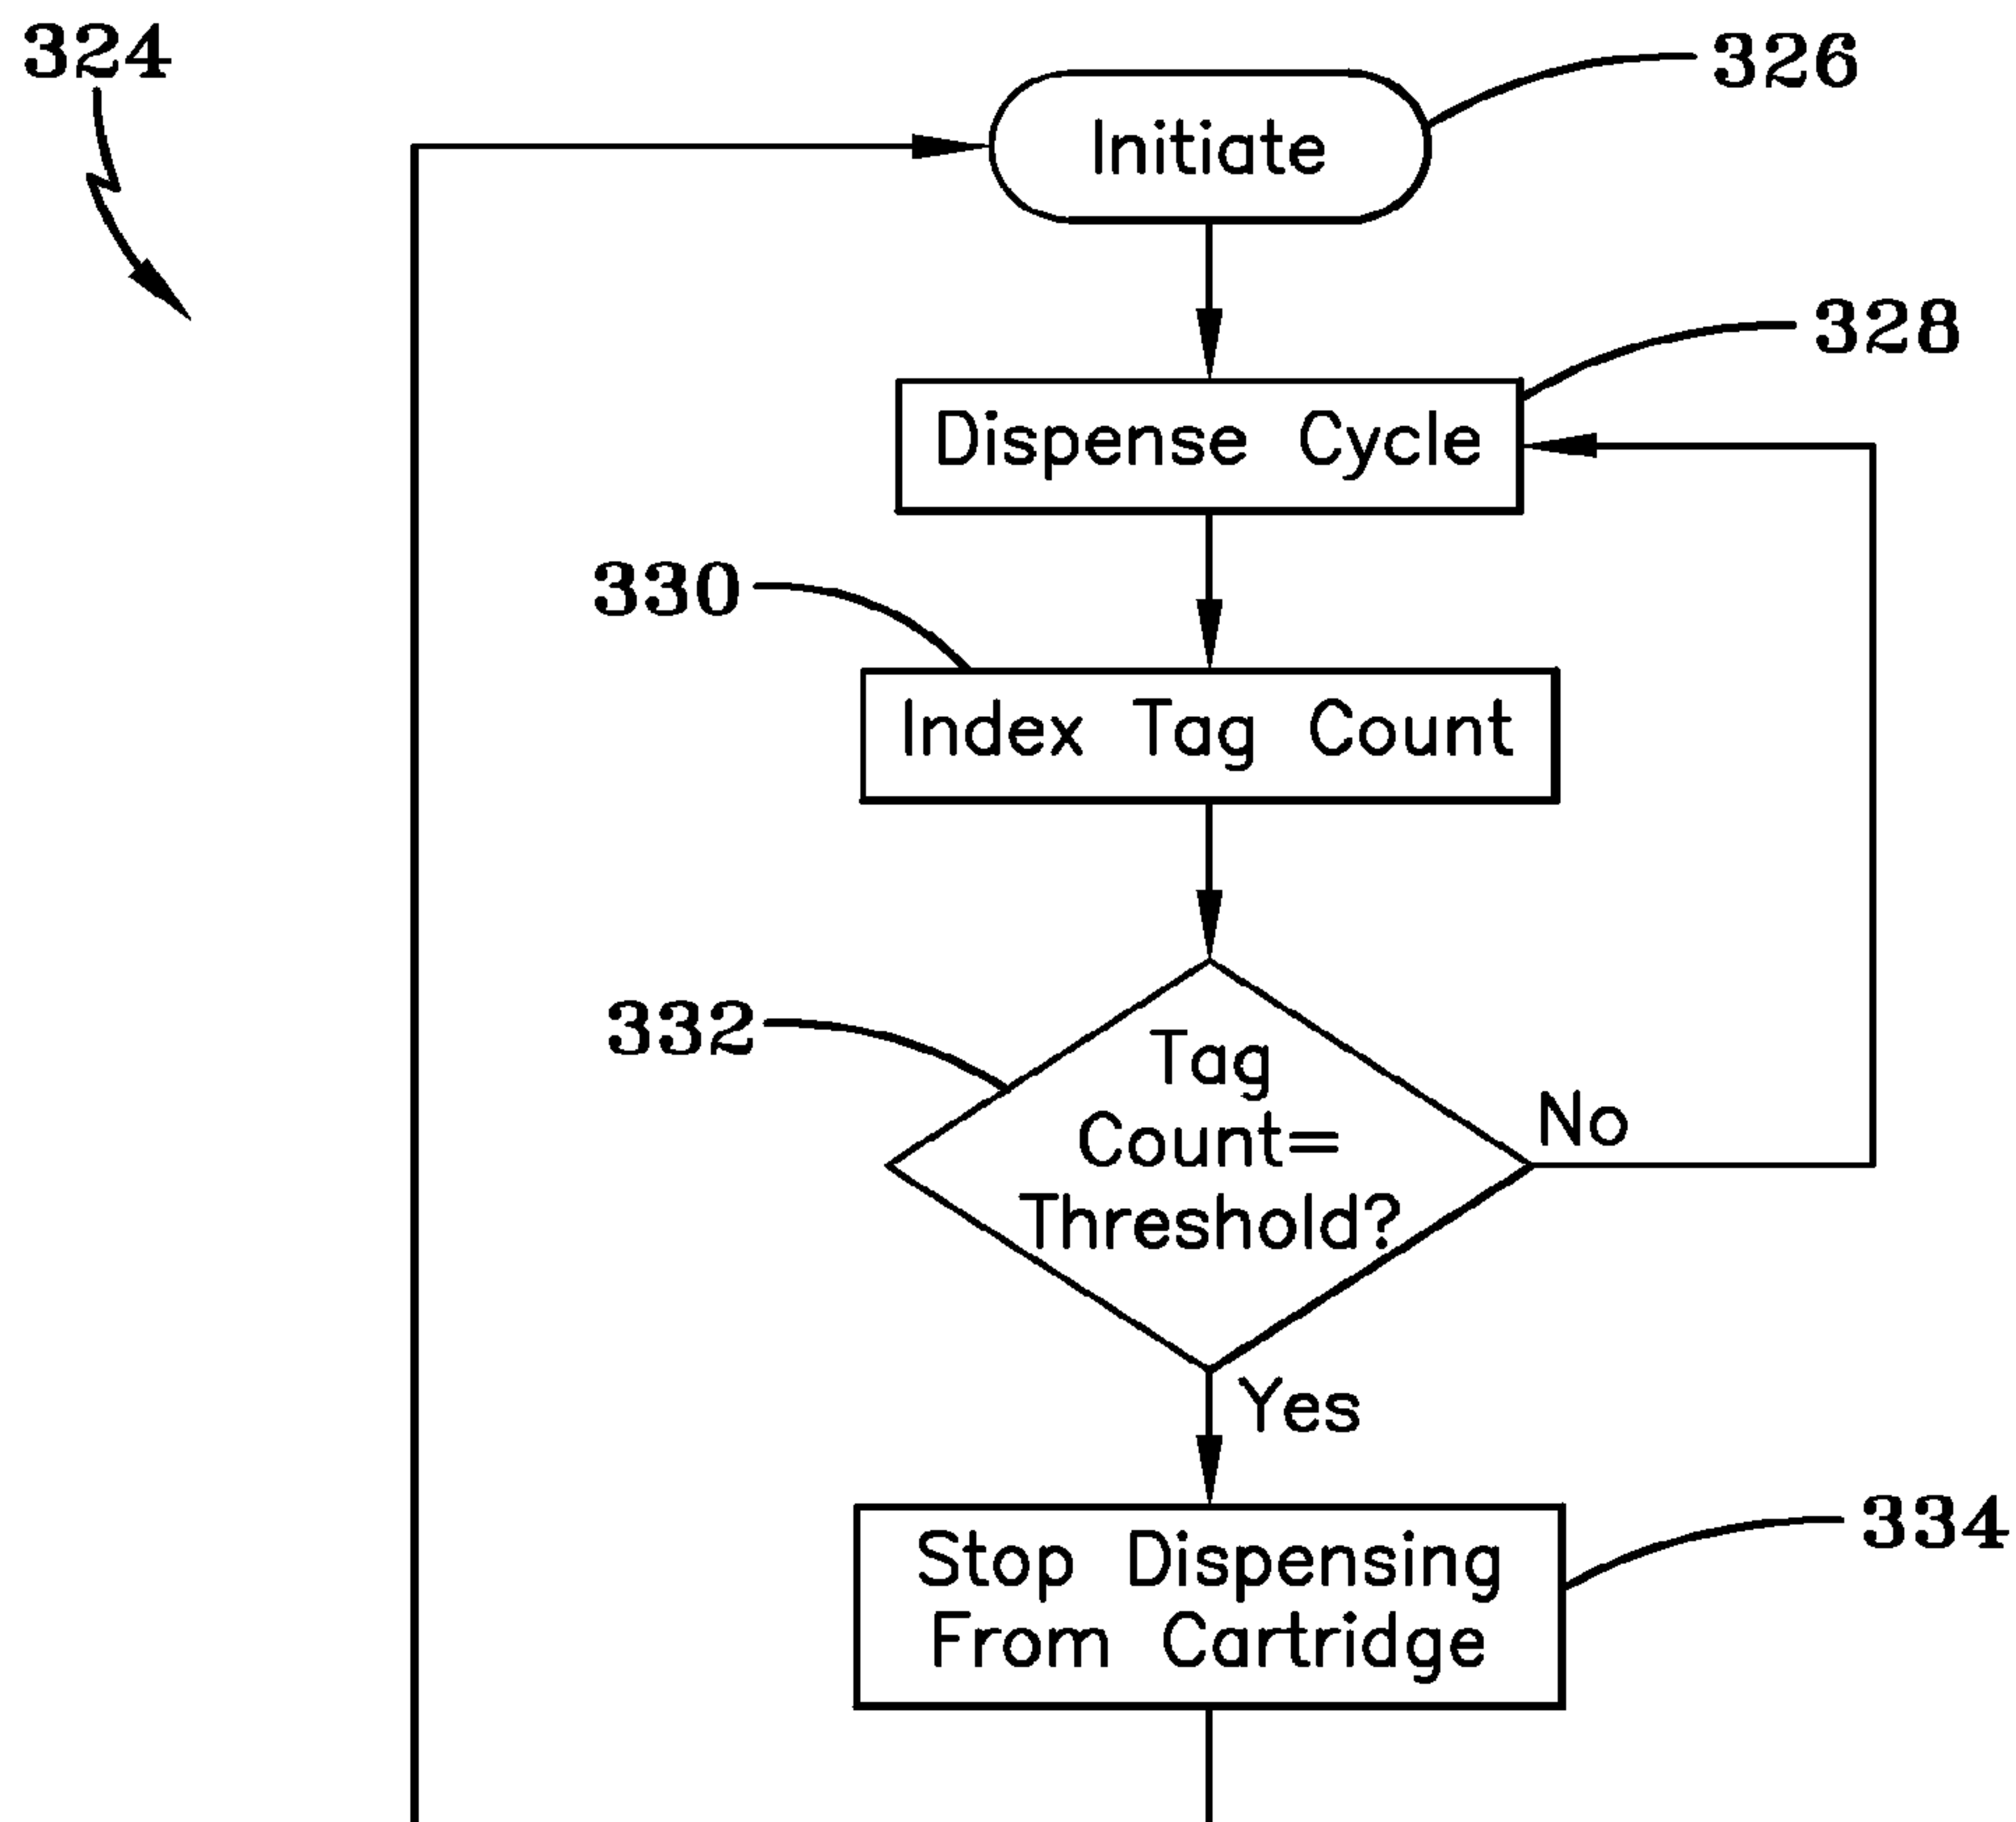 324
326
Initiate
328
Dispense Cycle
330
Index Tag Count
332
Tag
Count=
Threshold?
No
Yes
334
Stop Dispensing
From Cartridge